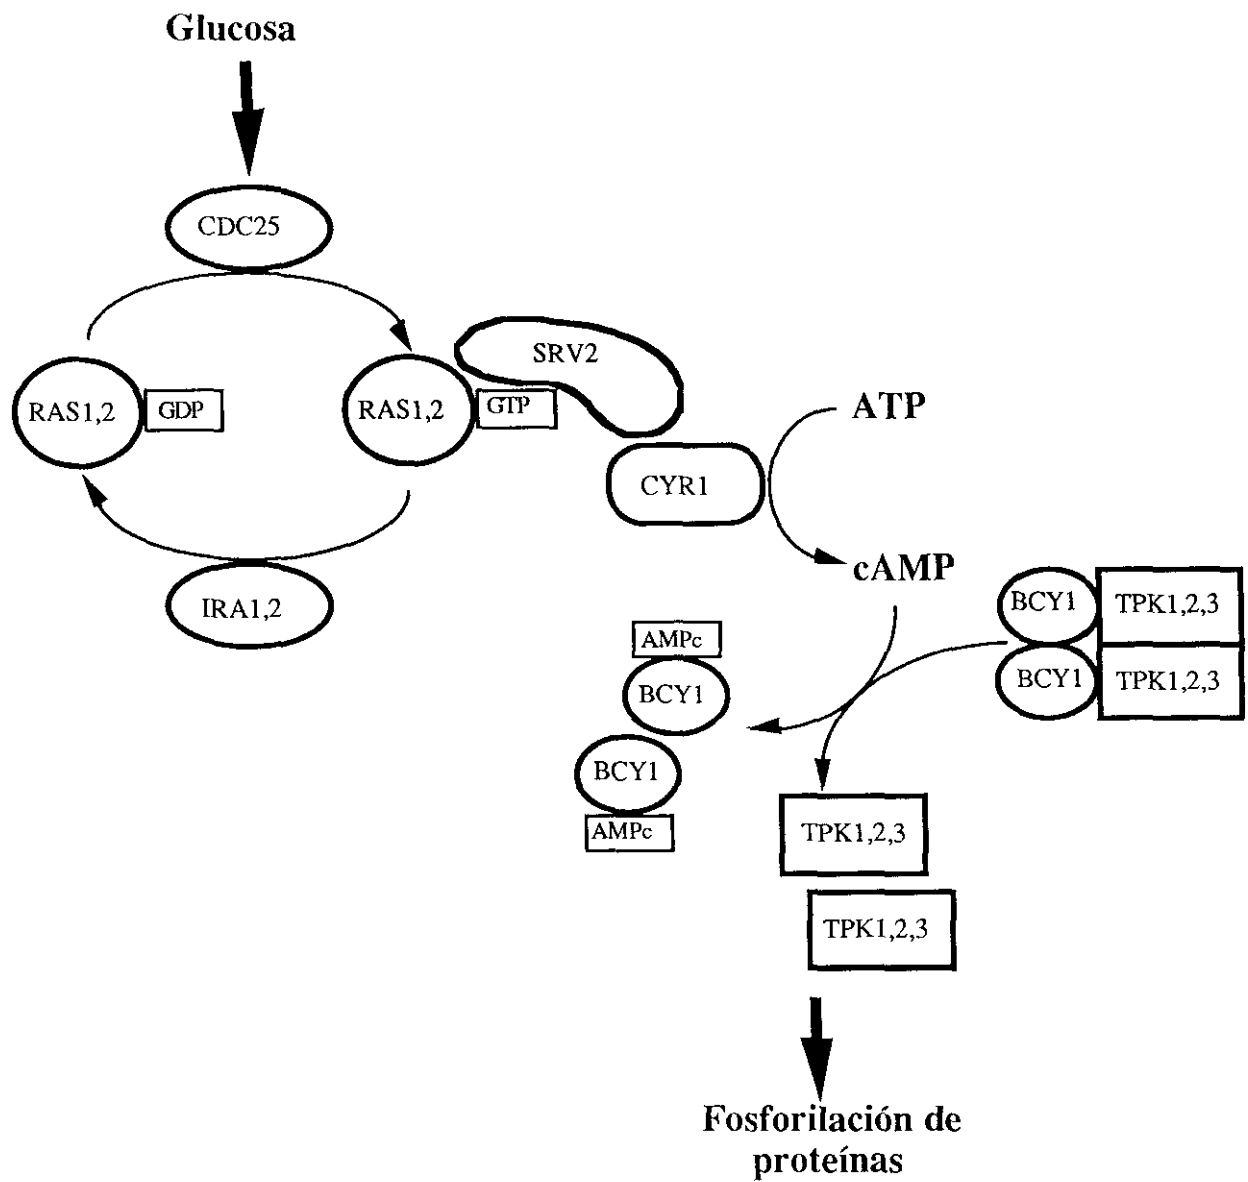 Glucosa
CDC25
SRV2
RAS1,2
GDP
RAS1,2
GTP
ATP
CYR1
cAMP
IRA1,2
BCY1
TPK1,2,3
AMPc
BCY1
TPK1,2,3
BCY1
BCY1
AMPc
TPK1,2,3
TPK1,2,3
Fosforilación de
proteínas